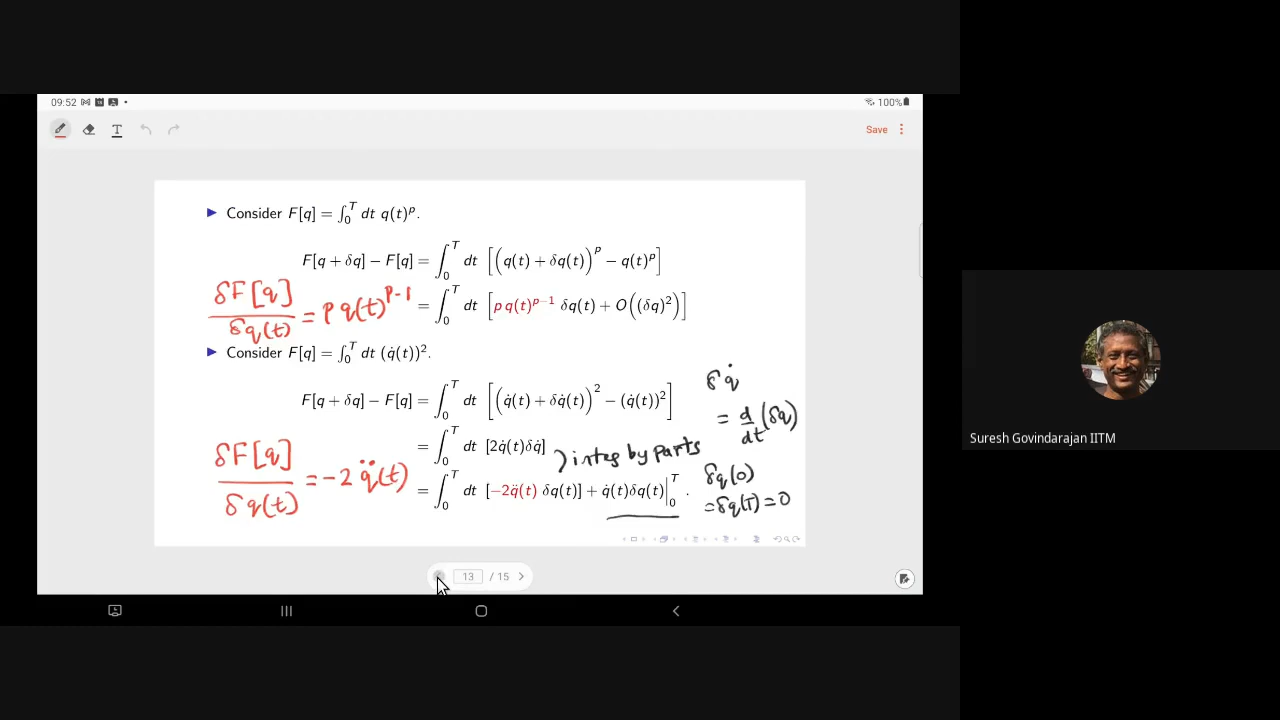 09:52
100%
T
Save
▶ Consider F[q] = ∫₀ᵀ dt q(t)ᵖ.
F[q + δq] − F[q] = ∫₀ᵀ dt [(q(t) + δq(t))ᵖ − q(t)ᵖ]
= ∫₀ᵀ dt [p q(t)ᵖ⁻¹ δq(t) + O((δq)²)]
δF[q] / δq(t) = p q(t)ᵖ⁻¹
▶ Consider F[q] = ∫₀ᵀ dt (q̇(t))².
F[q + δq] − F[q] = ∫₀ᵀ dt [(q̇(t) + δq̇(t))² − (q̇(t))²]
δq̇
= d/dt (δq)
= ∫₀ᵀ dt [2q̇(t)δq̇]
) integ by parts
= ∫₀ᵀ dt [−2q̈(t) δq(t)] + q̇(t)δq(t)|₀ᵀ .
δF[q] / δq(t) = −2 q̈(t)
δq(0)
= δq(T) = 0
13 / 15
Suresh Govindarajan IITM